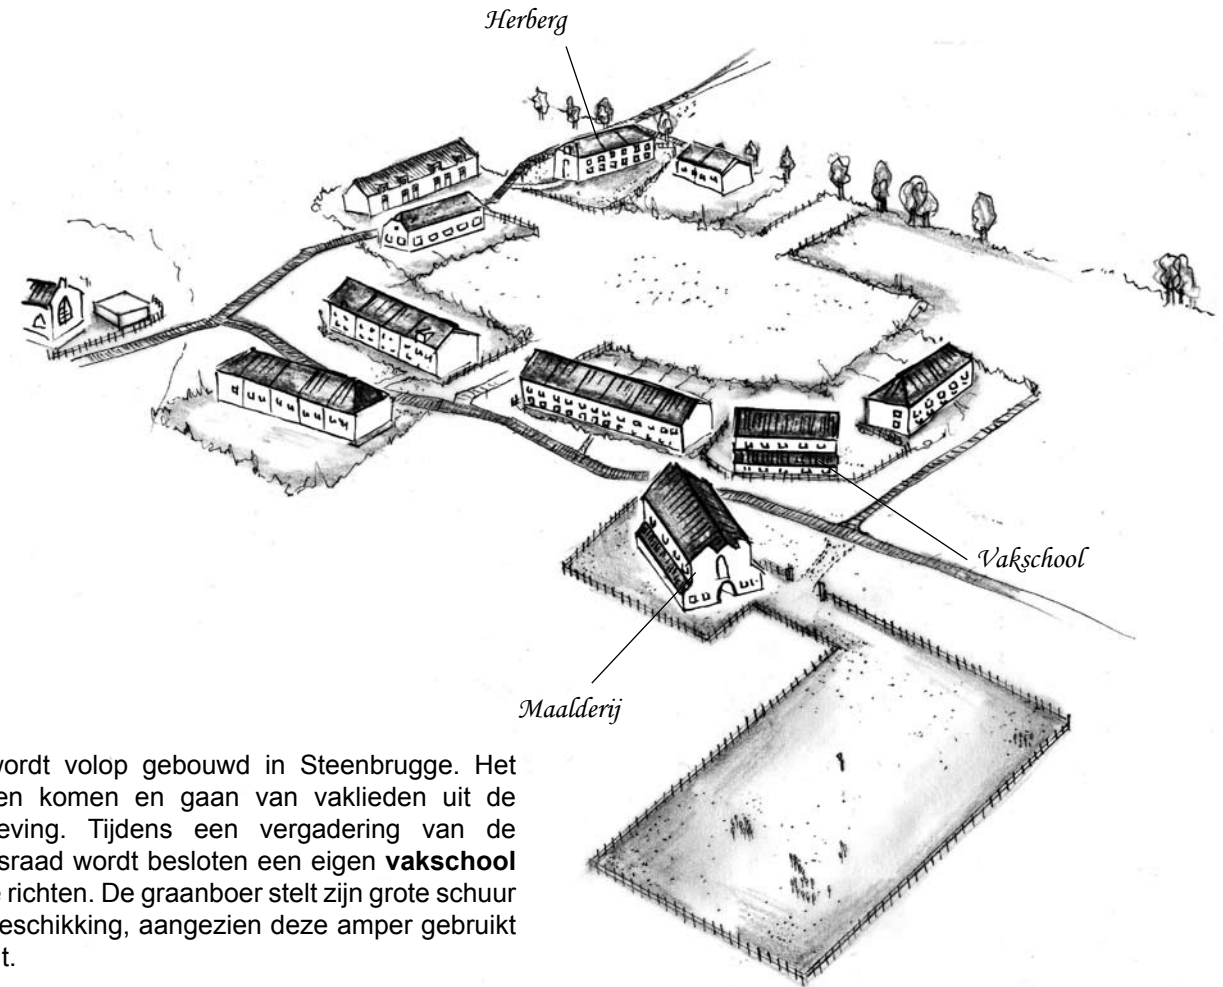 Herberg
Vakschool
Maalderij
wordt volop gebouwd in Steenbrugge. Het
en komen en gaan van vaklieden uit de
eving. Tijdens een vergadering van de
sraad wordt besloten een eigen vakschool
richten. De graanboer stelt zijn grote schuur
eschikking, aangezien deze amper gebruikt
t.